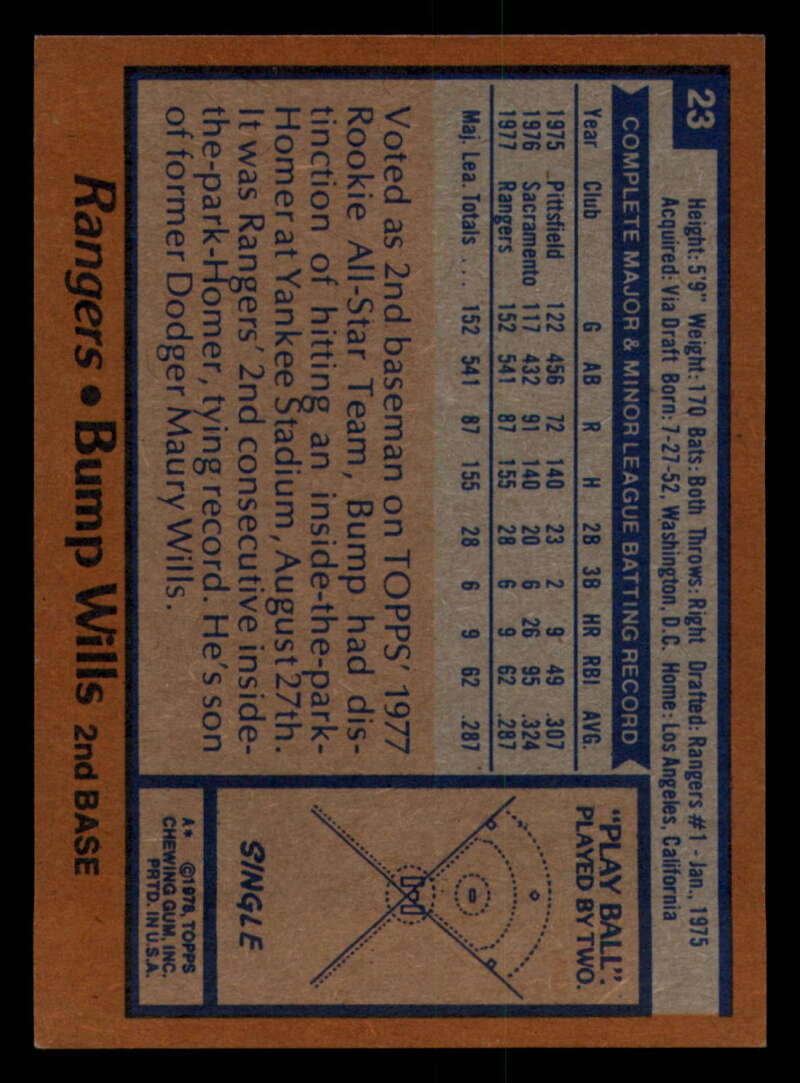 23
Height: 5'9" Weight: 170 Bats: Both Throws: Right Drafted: Rangers #1 - Jan., 1975
Acquired: Via Draft Born: 7-27-52, Washington, D.C. Home: Los Angeles, California
COMPLETE MAJOR & MINOR LEAGUE BATTING RECORD
Year Club G AB R H 2B 3B HR RBI AVG.
1975 Pittsfield 122 456 72 140 23 2 9 49 .307
1976 Sacramento 117 432 91 140 20 6 26 95 .324
1977 Rangers 152 541 87 155 28 6 9 62 .287
Maj. Lea. Totals ... 152 541 87 155 28 6 9 62 .287
Voted as 2nd baseman on TOPPS' 1977
Rookie All-Star Team, Bump had dis-
tinction of hitting an inside-the-park-
Homer at Yankee Stadium, August 27th.
It was Rangers' 2nd consecutive inside-
the-park-Homer, tying record. He's son
of former Dodger Maury Wills.
"PLAY BALL":
PLAYED BY TWO.
SINGLE
A* ©1978, TOPPS
CHEWING GUM, INC.
PRTD. IN U.S.A.
Rangers • Bump Wills 2nd BASE